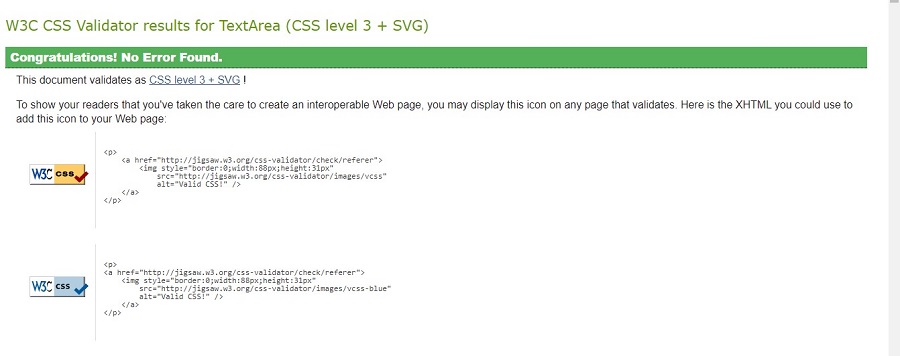 W3C CSS Validator results for TextArea (CSS level 3 + SVG)
Congratulations! No Error Found.
This document validates as CSS level 3 + SVG !
To show your readers that you've taken the care to create an interoperable Web page, you may display this icon on any page that validates. Here is the XHTML you could use to
add this icon to your Web page:
W3C css
<p>
<a href="http://jigsaw.w3.org/css-validator/check/referer">
<img style="border:0;width:88px;height:31px"
src="http://jigsaw.w3.org/css-validator/images/vcss"
alt="Valid CSS!" />
</a>
</p>
W3C css
<p>
<a href="http://jigsaw.w3.org/css-validator/check/referer">
<img style="border:0;width:88px;height:31px"
src="http://jigsaw.w3.org/css-validator/images/vcss-blue"
alt="Valid CSS!" />
</a>
</p>